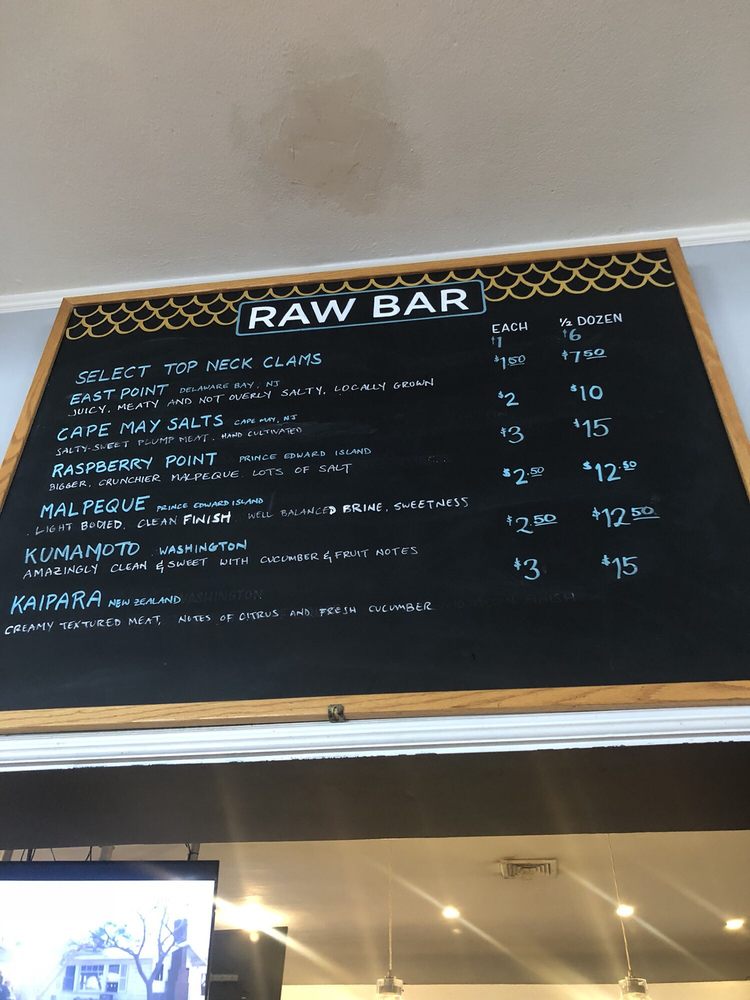 RAW BAR
EACH ½ DOZEN
SELECT TOP NECK CLAMS $1 $6
EAST POINT DELAWARE BAY, NJ $1.50 $7.50
JUICY, MEATY AND NOT OVERLY SALTY, LOCALLY GROWN
CAPE MAY SALTS CAPE MAY, NJ $2 $10
SALTY-SWEET PLUMP MEAT. HAND CULTIVATED
RASPBERRY POINT PRINCE EDWARD ISLAND $3 $15
BIGGER, CRUNCHIER MALPEQUE. LOTS OF SALT
MALPEQUE PRINCE EDWARD ISLAND $2.50 $12.50
LIGHT BODIED, CLEAN FINISH WELL BALANCED BRINE, SWEETNESS
KUMAMOTO WASHINGTON $2.50 $12.50
AMAZINGLY CLEAN & SWEET WITH CUCUMBER & FRUIT NOTES
KAIPARA NEW ZEALAND $3 $15
CREAMY TEXTURED MEAT, NOTES OF CITRUS AND FRESH CUCUMBER